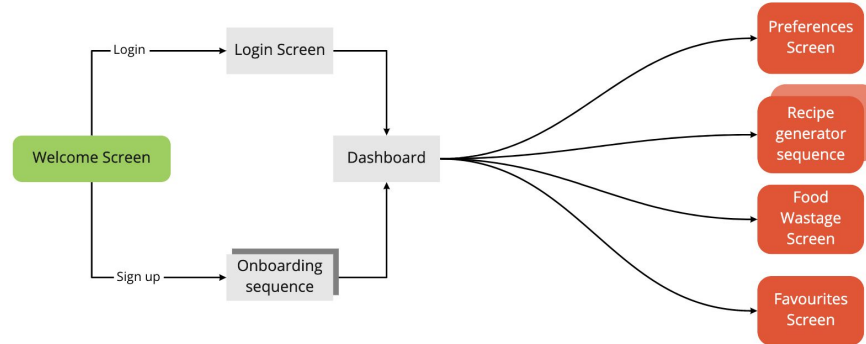 Login
Login Screen
Welcome Screen
Sign up
Onboarding
sequence
Dashboard
Preferences
Screen
Recipe
generator
sequence
Food
Wastage
Screen
Favourites
Screen